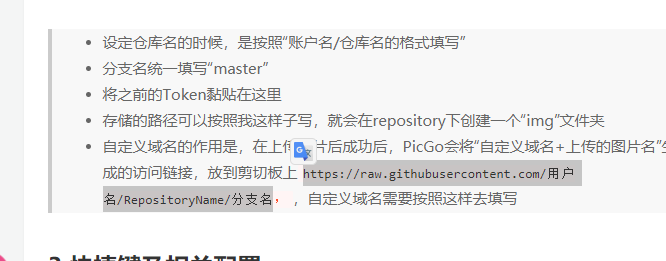 设定仓库名的时候，是按照“账户名/仓库名的格式填写”
分支名统一填写“master”
将之前的Token黏贴在这里
存储的路径可以按照我这样子写，就会在repository下创建一个“img”文件夹
自定义域名的作用是，在上传 片后成功后，PicGo会将“自定义域名+上传的图片名”
成的访问链接，放到剪切板上 https://raw.githubusercontent.com/用户
名/RepositoryName/分支名， ，自定义域名需要按照这样去填写
快捷键及相关配置